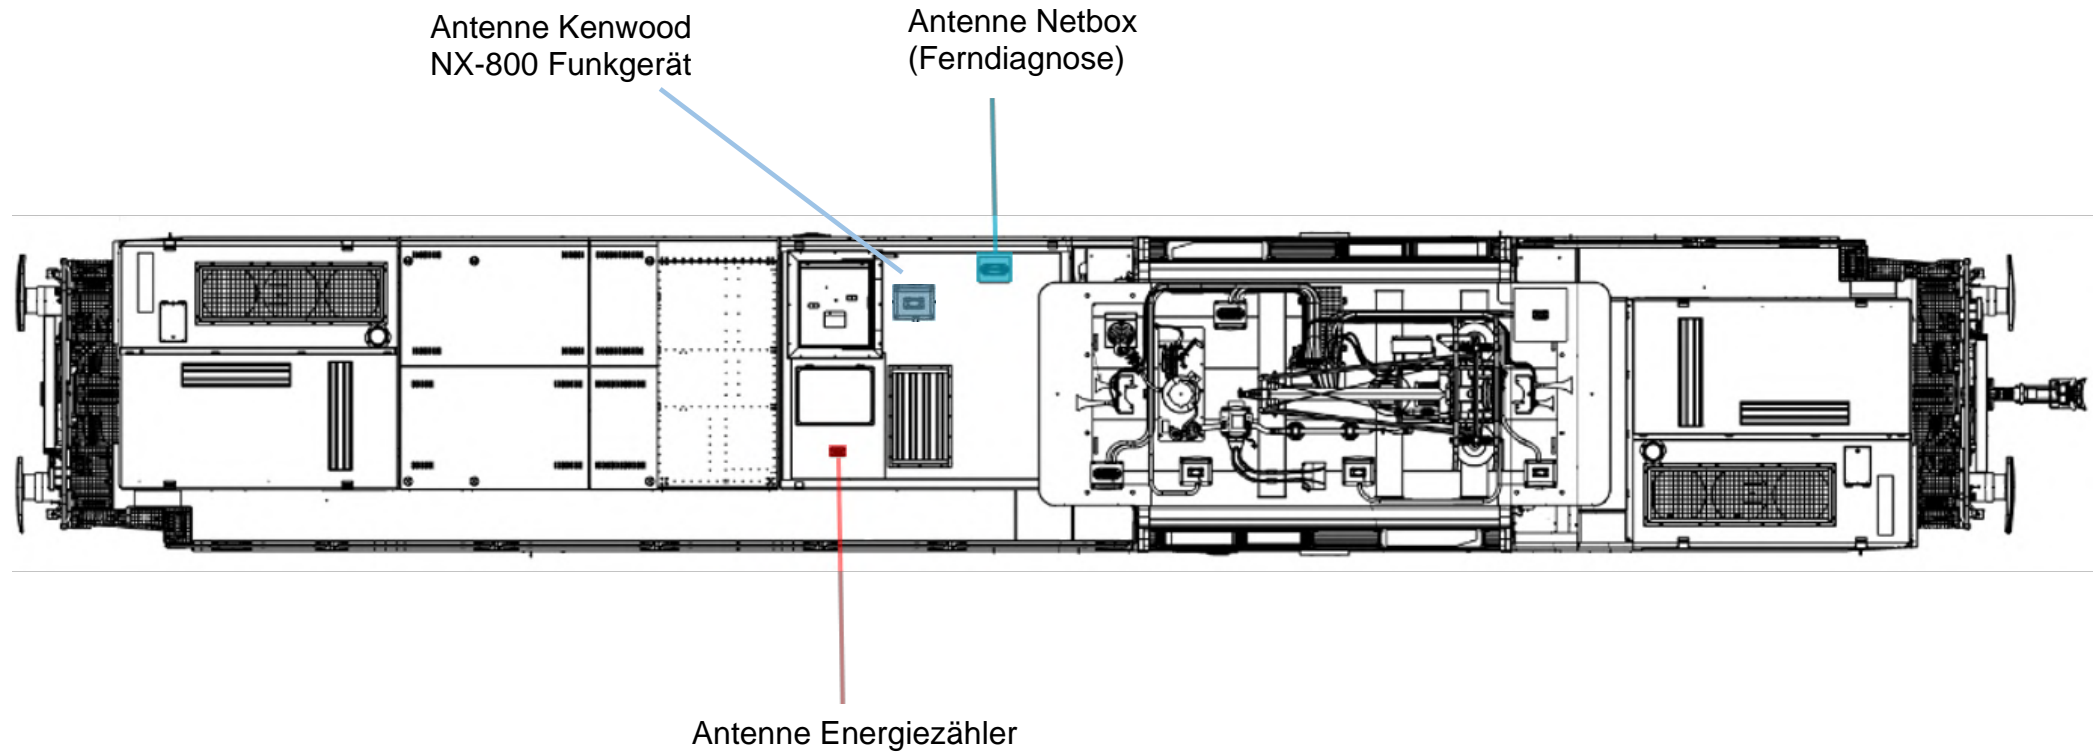 Antenne Kenwood
NX-800 Funkgerät
Antenne Netbox
(Ferndiagnose)
Antenne Energiezähler